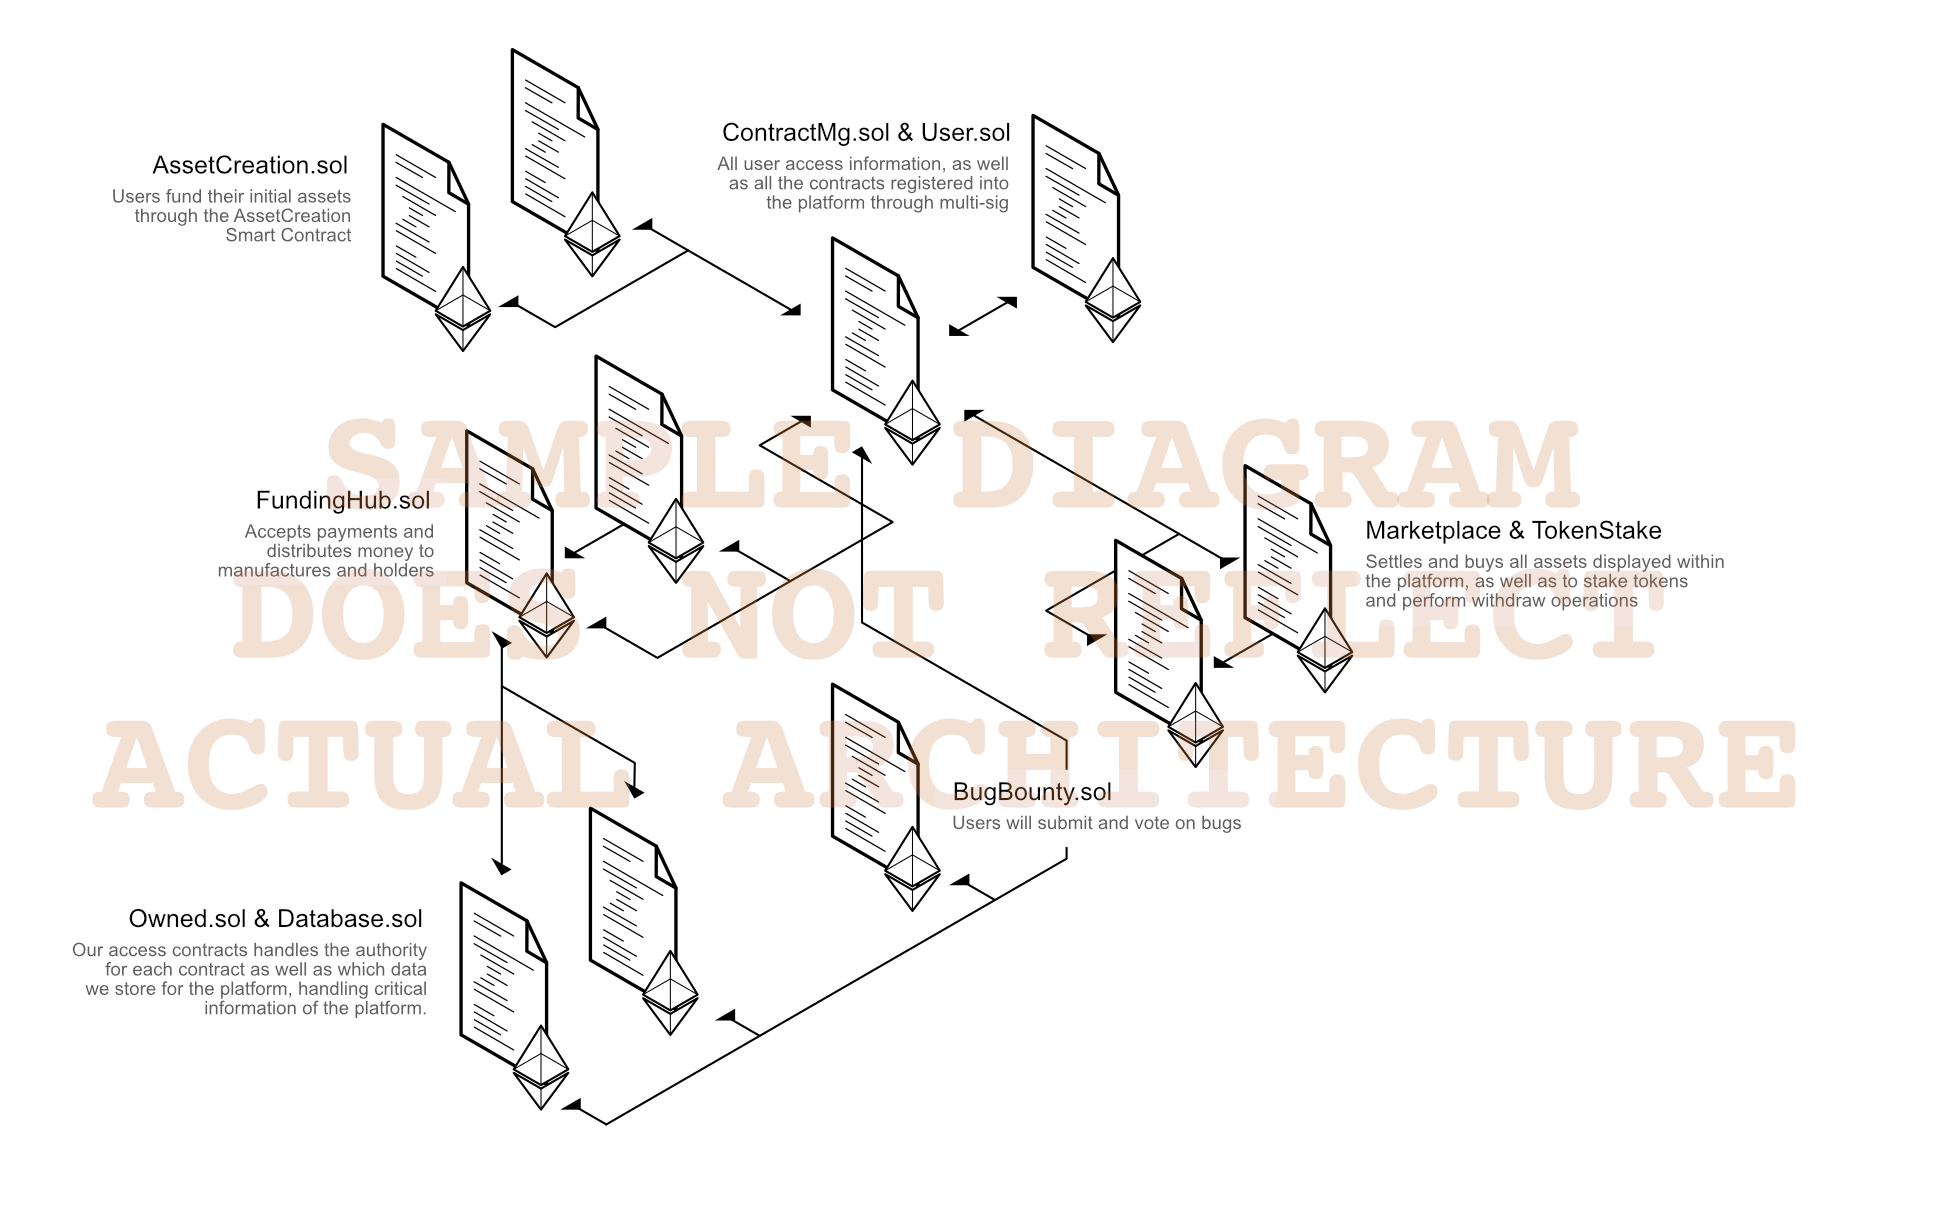 AssetCreation.sol
Users fund their initial assets
through the AssetCreation
Smart Contract
ContractMg.sol & User.sol
All user access information, as well
as all the contracts registered into
the platform through multi-sig
SAMPLE DIAGRAM
DOES NOT REFLECT
ACTUAL ARCHITECTURE
FundingHub.sol
Accepts payments and
distributes money to
manufactures and holders
Marketplace & TokenStake
Settles and buys all assets displayed within
the platform, as well as to stake tokens
and perform withdraw operations
BugBounty.sol
Users will submit and vote on bugs
Owned.sol & Database.sol
Our access contracts handles the authority
for each contract as well as which data
we store for the platform, handling critical
information of the platform.